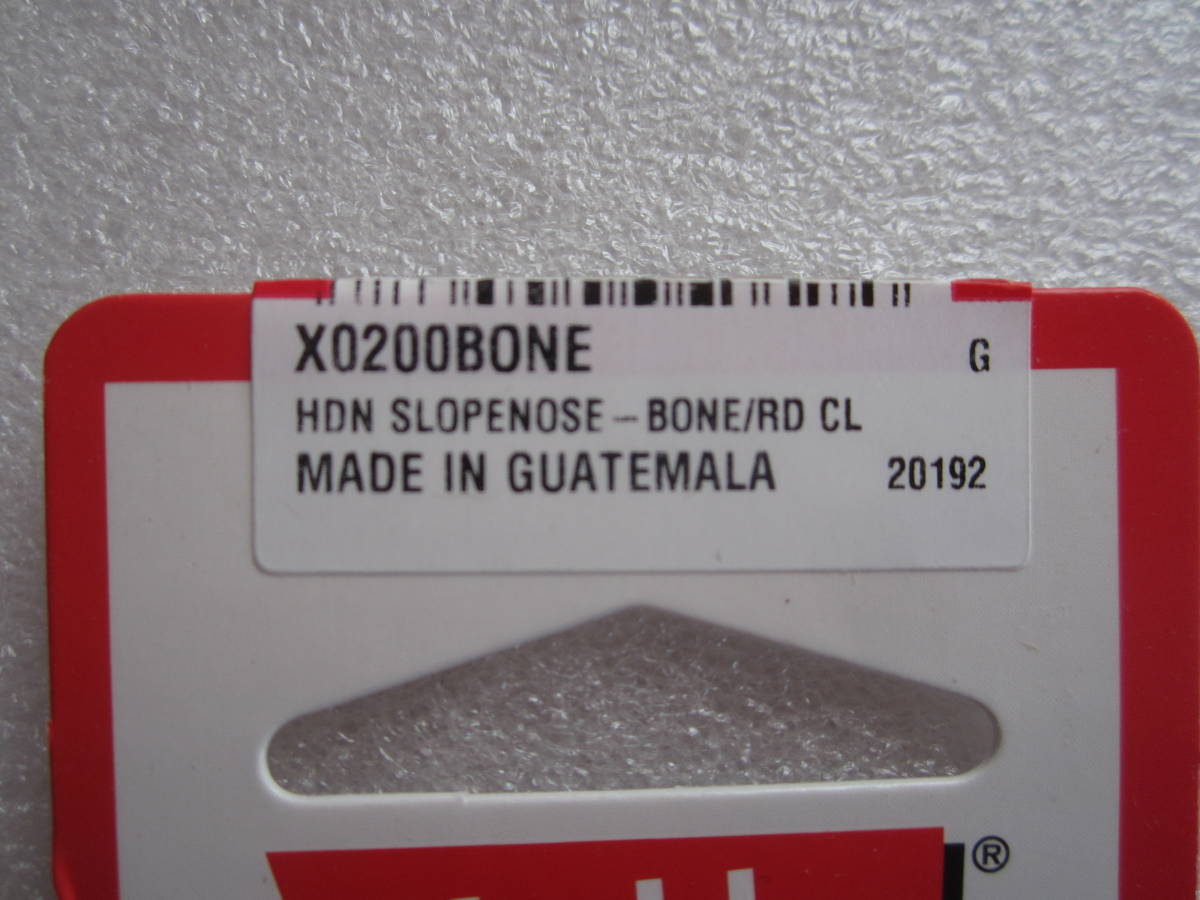 X0200BONE G
HDN SLOPENOSE – BONE/RD CL
MADE IN GUATEMALA 20192
®